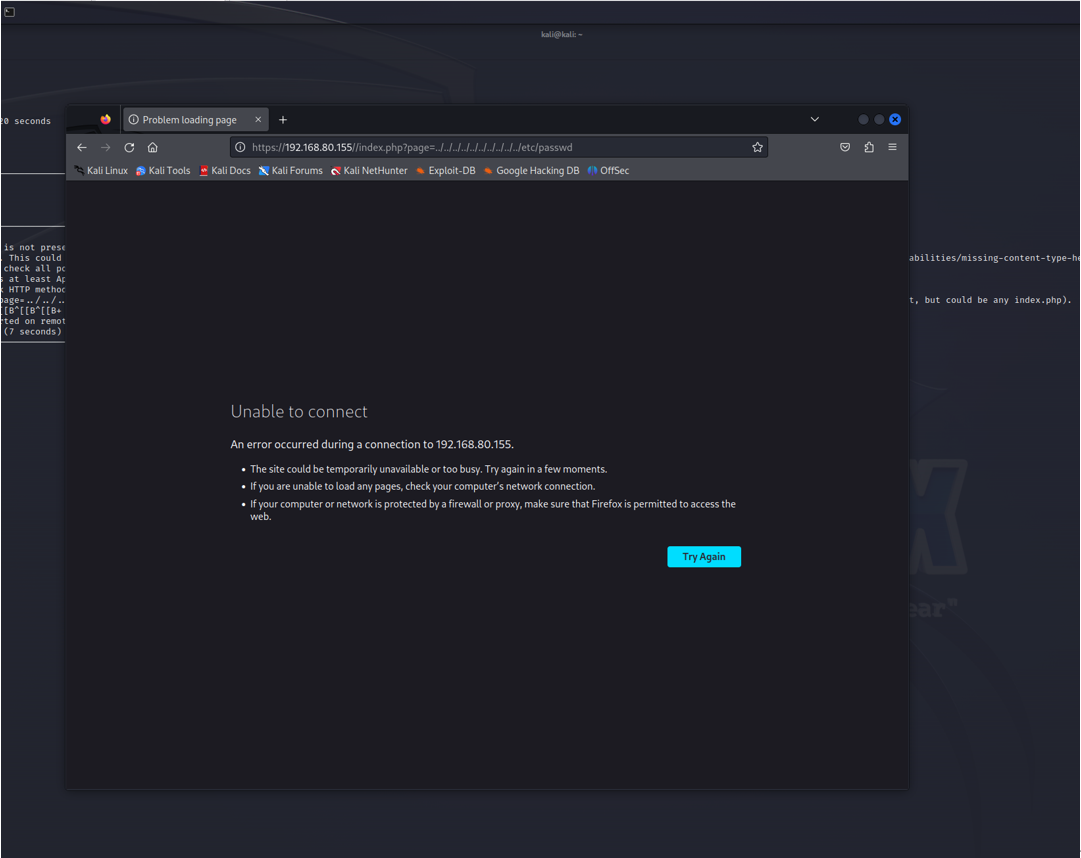 kali@kali: ~
20 seconds
Problem loading page
https://192.168.80.155//index.php?page=../../../../../../../../../../etc/passwd
Kali Linux Kali Tools Kali Docs Kali Forums Kali NetHunter Exploit-DB Google Hacking DB OffSec
is not prese
. This could abilities/missing-content-type-he
check all po
s at least Ap
HTTP method
page=../../.. t, but could be any index.php).
[[B^[[B^[[B+
rted on remot
(7 seconds)
Unable to connect
An error occurred during a connection to 192.168.80.155.
The site could be temporarily unavailable or too busy. Try again in a few moments.
If you are unable to load any pages, check your computer's network connection.
If your computer or network is protected by a firewall or proxy, make sure that Firefox is permitted to access the
web.
Try Again
ear"